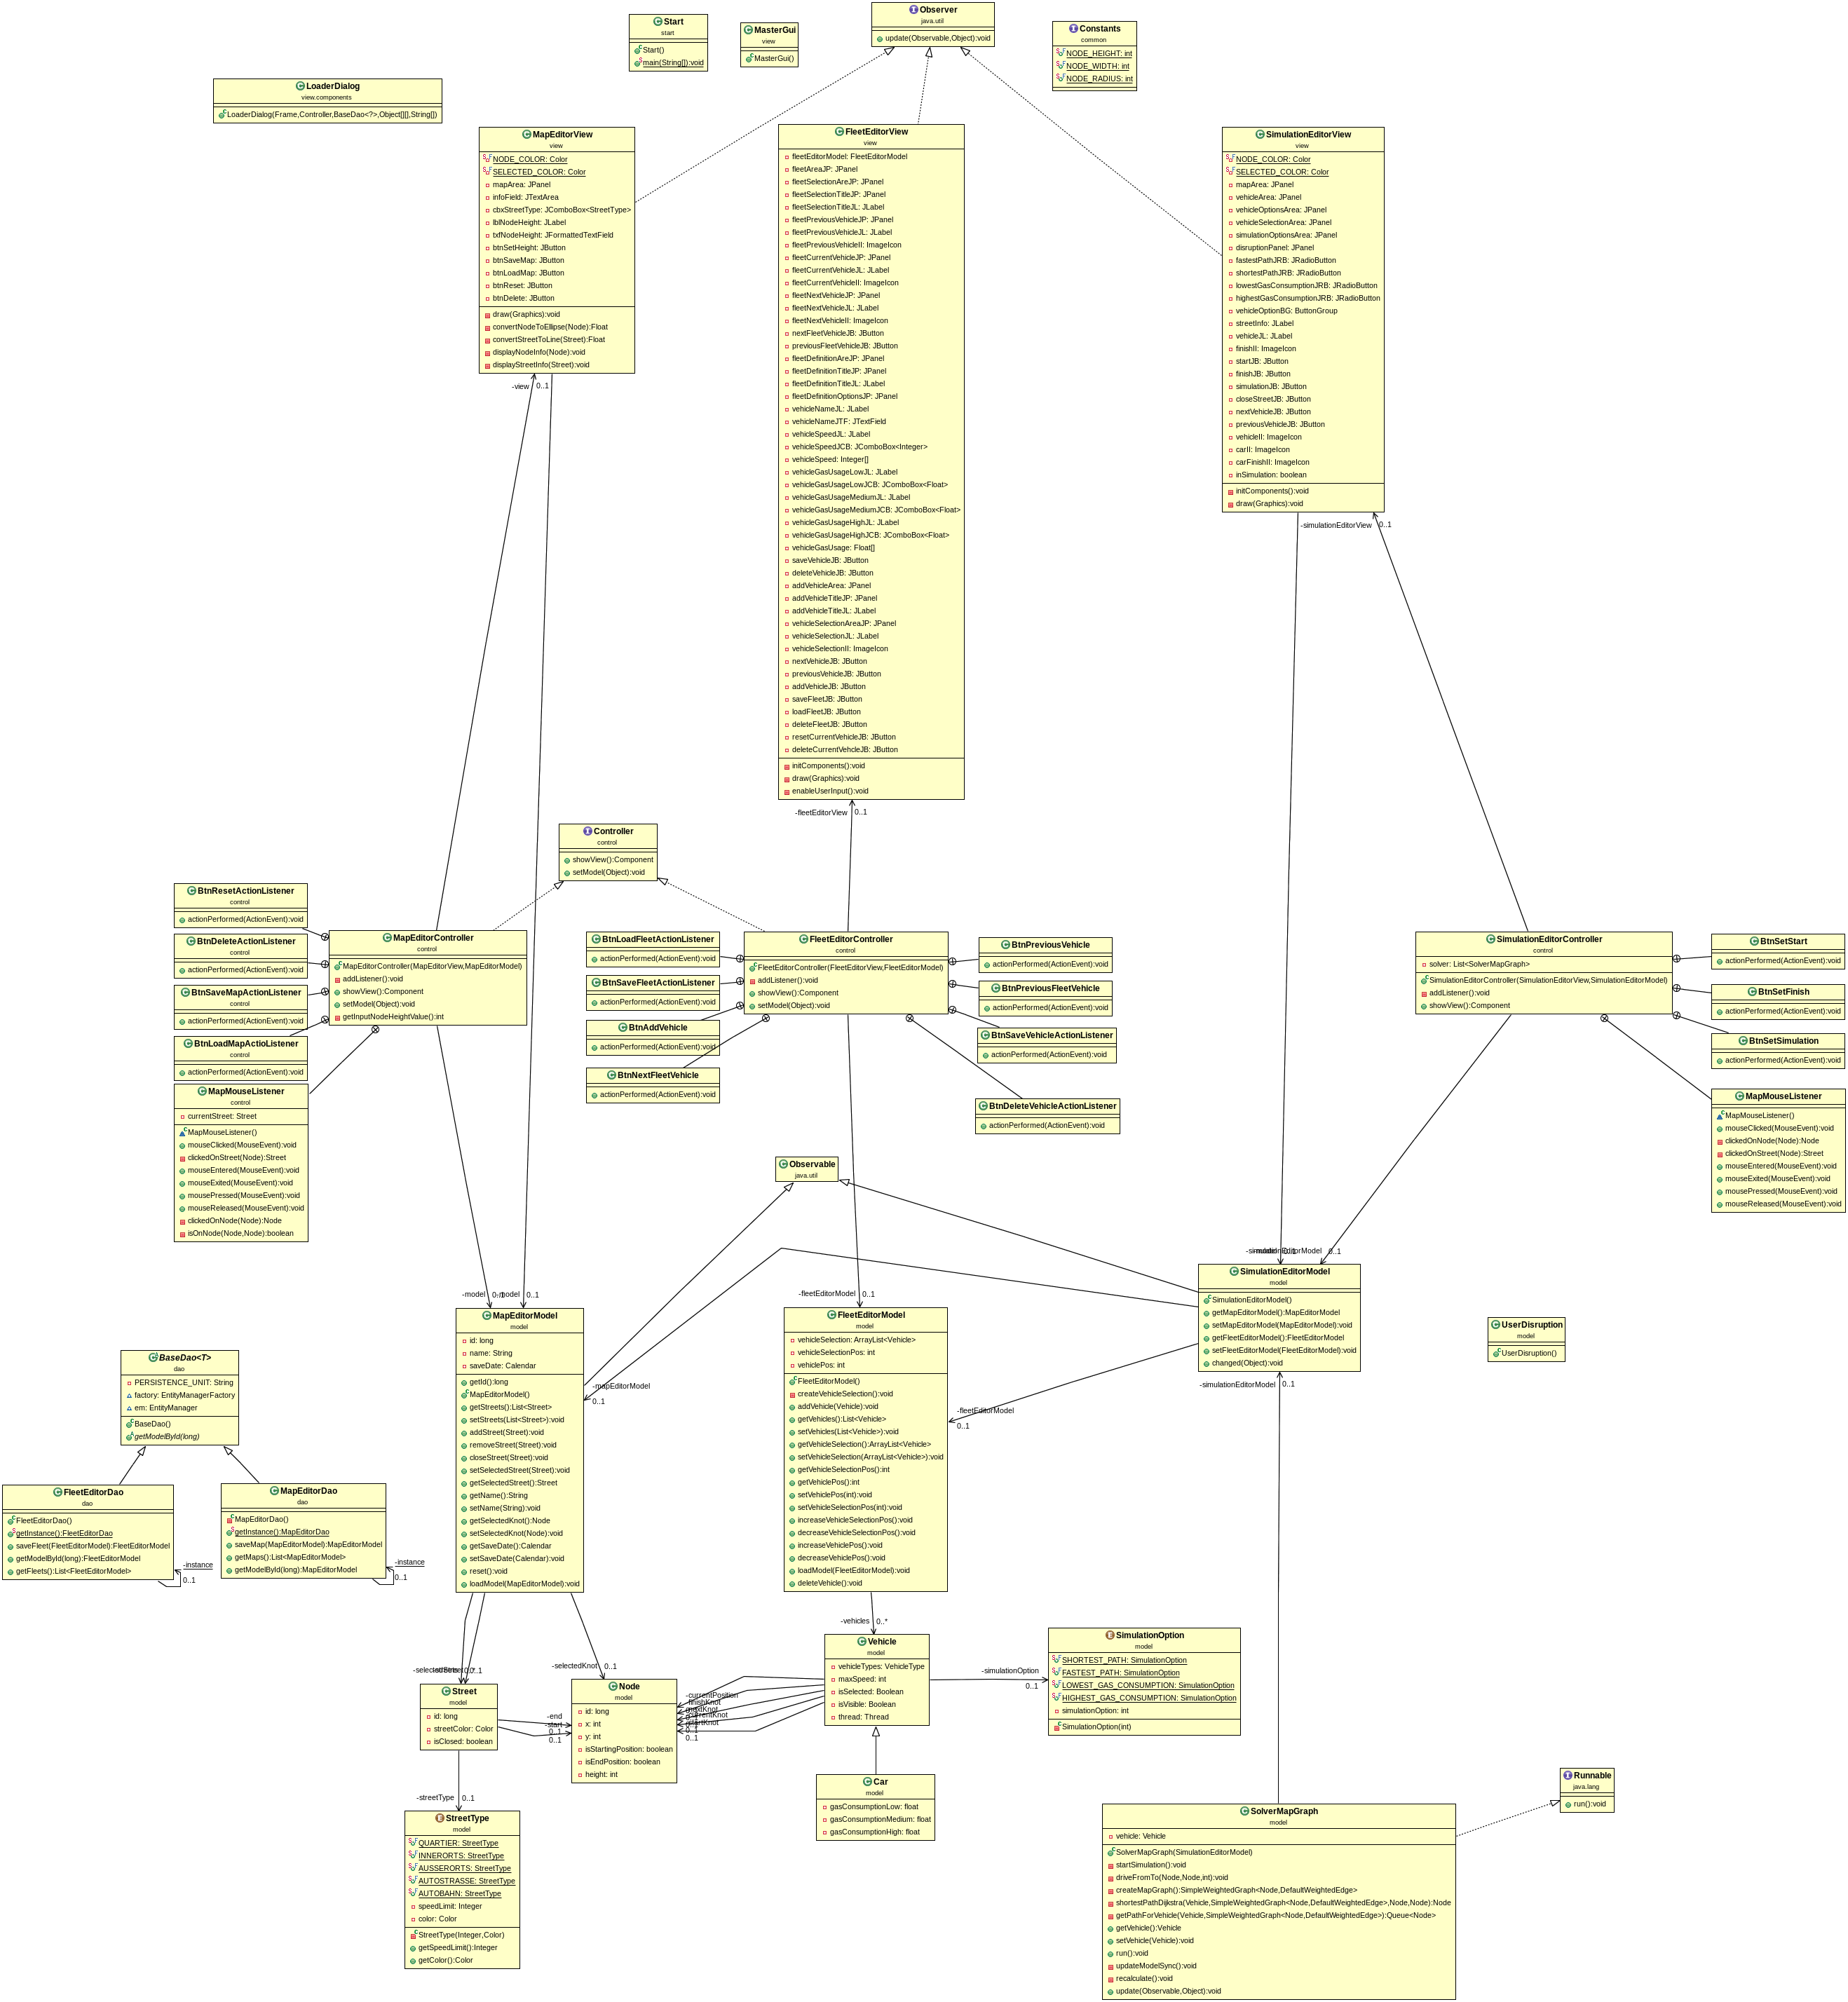 Start
start
Start()
main(String[]):void
MasterGui
view
MasterGui()
Observer
java.util
update(Observable,Object):void
Constants
common
NODE_HEIGHT: int
NODE_WIDTH: int
NODE_RADIUS: int
LoaderDialog
view.components
LoaderDialog(Frame,Controller,BaseDao<?>,Object[][],String[])
MapEditorView
view
NODE_COLOR: Color
SELECTED_COLOR: Color
mapArea: JPanel
infoField: JTextArea
cbxStreetType: JComboBox<StreetType>
lblNodeHeight: JLabel
txfNodeHeight: JFormattedTextField
btnSetHeight: JButton
btnSaveMap: JButton
btnLoadMap: JButton
btnReset: JButton
btnDelete: JButton
draw(Graphics):void
convertNodeToEllipse(Node):Float
convertStreetToLine(Street):Float
displayNodeInfo(Node):void
displayStreetInfo(Street):void
-view
0..1
FleetEditorView
view
fleetEditorModel: FleetEditorModel
fleetAreaJP: JPanel
fleetSelectionAreJP: JPanel
fleetSelectionTitleJP: JPanel
fleetSelectionTitleJL: JLabel
fleetPreviousVehicleJP: JPanel
fleetPreviousVehicleJL: JLabel
fleetPreviousVehicleII: ImageIcon
fleetCurrentVehicleJP: JPanel
fleetCurrentVehicleJL: JLabel
fleetCurrentVehicleII: ImageIcon
fleetNextVehicleJP: JPanel
fleetNextVehicleJL: JLabel
fleetNextVehicleII: ImageIcon
nextFleetVehicleJB: JButton
previousFleetVehicleJB: JButton
fleetDefinitionAreJP: JPanel
fleetDefinitionTitleJP: JPanel
fleetDefinitionTitleJL: JLabel
fleetDefinitionOptionsJP: JPanel
vehicleNameJL: JLabel
vehicleNameJTF: JTextField
vehicleSpeedJL: JLabel
vehicleSpeedJCB: JComboBox<Integer>
vehicleSpeed: Integer[]
vehicleGasUsageLowJL: JLabel
vehicleGasUsageLowJCB: JComboBox<Float>
vehicleGasUsageMediumJL: JLabel
vehicleGasUsageMediumJCB: JComboBox<Float>
vehicleGasUsageHighJL: JLabel
vehicleGasUsageHighJCB: JComboBox<Float>
vehicleGasUsage: Float[]
saveVehicleJB: JButton
deleteVehicleJB: JButton
addVehicleArea: JPanel
addVehicleTitleJP: JPanel
addVehicleTitleJL: JLabel
vehicleSelectionAreaJP: JPanel
vehicleSelectionJL: JLabel
vehicleSelectionII: ImageIcon
nextVehicleJB: JButton
previousVehicleJB: JButton
addVehicleJB: JButton
saveFleetJB: JButton
loadFleetJB: JButton
deleteFleetJB: JButton
resetCurrentVehicleJB: JButton
deleteCurrentVehcleJB: JButton
initComponents():void
draw(Graphics):void
enableUserInput():void
-fleetEditorView
0..1
SimulationEditorView
view
NODE_COLOR: Color
SELECTED_COLOR: Color
mapArea: JPanel
vehicleArea: JPanel
vehicleOptionsArea: JPanel
vehicleSelectionArea: JPanel
simulationOptionsArea: JPanel
disruptionPanel: JPanel
fastestPathJRB: JRadioButton
shortestPathJRB: JRadioButton
lowestGasConsumptionJRB: JRadioButton
highestGasConsumptionJRB: JRadioButton
vehicleOptionBG: ButtonGroup
streetInfo: JLabel
vehicleJL: JLabel
finishII: ImageIcon
startJB: JButton
finishJB: JButton
simulationJB: JButton
closeStreetJB: JButton
nextVehicleJB: JButton
previousVehicleJB: JButton
vehicleII: ImageIcon
carII: ImageIcon
carFinishII: ImageIcon
inSimulation: boolean
initComponents():void
draw(Graphics):void
-simulationEditorView
0..1
Controller
control
showView():Component
setModel(Object):void
BtnResetActionListener
control
actionPerformed(ActionEvent):void
BtnDeleteActionListener
control
actionPerformed(ActionEvent):void
BtnSaveMapActionListener
control
actionPerformed(ActionEvent):void
BtnLoadMapActioListener
control
actionPerformed(ActionEvent):void
MapMouseListener
control
currentStreet: Street
MapMouseListener()
mouseClicked(MouseEvent):void
clickedOnStreet(Node):Street
mouseEntered(MouseEvent):void
mouseExited(MouseEvent):void
mousePressed(MouseEvent):void
mouseReleased(MouseEvent):void
clickedOnNode(Node):Node
isOnNode(Node,Node):boolean
MapEditorController
control
MapEditorController(MapEditorView,MapEditorModel)
addListener():void
showView():Component
setModel(Object):void
getInputNodeHeightValue():int
BtnLoadFleetActionListener
actionPerformed(ActionEvent):void
BtnSaveFleetActionListener
actionPerformed(ActionEvent):void
BtnAddVehicle
actionPerformed(ActionEvent):void
BtnNextFleetVehicle
actionPerformed(ActionEvent):void
FleetEditorController
control
FleetEditorController(FleetEditorView,FleetEditorModel)
addListener():void
showView():Component
setModel(Object):void
BtnPreviousVehicle
actionPerformed(ActionEvent):void
BtnPreviousFleetVehicle
actionPerformed(ActionEvent):void
BtnSaveVehicleActionListener
actionPerformed(ActionEvent):void
BtnDeleteVehicleActionListener
actionPerformed(ActionEvent):void
SimulationEditorController
control
solver: List<SolverMapGraph>
SimulationEditorController(SimulationEditorView,SimulationEditorModel)
addListener():void
showView():Component
BtnSetStart
actionPerformed(ActionEvent):void
BtnSetFinish
actionPerformed(ActionEvent):void
BtnSetSimulation
actionPerformed(ActionEvent):void
MapMouseListener
MapMouseListener()
mouseClicked(MouseEvent):void
clickedOnNode(Node):Node
clickedOnStreet(Node):Street
mouseEntered(MouseEvent):void
mouseExited(MouseEvent):void
mousePressed(MouseEvent):void
mouseReleased(MouseEvent):void
Observable
java.util
-model
-model 0..1
-fleetEditorModel 0..1
0..1
MapEditorModel
model
id: long
name: String
saveDate: Calendar
getId():long
MapEditorModel()
getStreets():List<Street>
setStreets(List<Street>):void
addStreet(Street):void
removeStreet(Street):void
closeStreet(Street):void
setSelectedStreet(Street):void
getSelectedStreet():Street
getName():String
setName(String):void
getSelectedKnot():Node
setSelectedKnot(Node):void
getSaveDate():Calendar
setSaveDate(Calendar):void
reset():void
loadModel(MapEditorModel):void
-mapEditorModel
0..1
FleetEditorModel
model
vehicleSelection: ArrayList<Vehicle>
vehicleSelectionPos: int
vehiclePos: int
FleetEditorModel()
createVehicleSelection():void
addVehicle(Vehicle):void
getVehicles():List<Vehicle>
setVehicles(List<Vehicle>):void
getVehicleSelection():ArrayList<Vehicle>
setVehicleSelection(ArrayList<Vehicle>):void
getVehicleSelectionPos():int
getVehiclePos():int
setVehiclePos(int):void
setVehicleSelectionPos(int):void
increaseVehicleSelectionPos():void
decreaseVehicleSelectionPos():void
increaseVehiclePos():void
decreaseVehiclePos():void
loadModel(FleetEditorModel):void
deleteVehicle():void
-fleetEditorModel
0..1
SimulationEditorModel
model
SimulationEditorModel()
getMapEditorModel():MapEditorModel
setMapEditorModel(MapEditorModel):void
getFleetEditorModel():FleetEditorModel
setFleetEditorModel(FleetEditorModel):void
changed(Object):void
-simulationEditorModel
0..1
UserDisruption
model
UserDisruption()
BaseDao<T>
dao
PERSISTENCE_UNIT: String
factory: EntityManagerFactory
em: EntityManager
BaseDao()
getModelById(long)
FleetEditorDao
dao
FleetEditorDao()
getInstance():FleetEditorDao
saveFleet(FleetEditorModel):FleetEditorModel
getModelById(long):FleetEditorModel
getFleets():List<FleetEditorModel>
-instance
0..1
MapEditorDao
dao
MapEditorDao()
getInstance():MapEditorDao
saveMap(MapEditorModel):MapEditorModel
getMaps():List<MapEditorModel>
getModelById(long):MapEditorModel
-instance
0..1
-selectedKnot 0..1
-vehicles 0..*
Street
model
id: long
streetColor: Color
isClosed: boolean
-end
-start
0..1
0..1
Node
model
id: long
x: int
y: int
isStartingPosition: boolean
isEndPosition: boolean
height: int
-currentPosition
-finishKnot
-startKnot
0..1
Vehicle
model
vehicleTypes: VehicleType
maxSpeed: int
isSelected: Boolean
isVisible: Boolean
thread: Thread
-simulationOption
0..1
SimulationOption
model
SHORTEST_PATH: SimulationOption
FASTEST_PATH: SimulationOption
LOWEST_GAS_CONSUMPTION: SimulationOption
HIGHEST_GAS_CONSUMPTION: SimulationOption
simulationOption: int
SimulationOption(int)
-streetType 0..1
StreetType
model
QUARTIER: StreetType
INNERORTS: StreetType
AUSSERORTS: StreetType
AUTOSTRASSE: StreetType
AUTOBAHN: StreetType
speedLimit: Integer
color: Color
StreetType(Integer,Color)
getSpeedLimit():Integer
getColor():Color
Car
model
gasConsumptionLow: float
gasConsumptionMedium: float
gasConsumptionHigh: float
Runnable
java.lang
run():void
SolverMapGraph
model
vehicle: Vehicle
SolverMapGraph(SimulationEditorModel)
startSimulation():void
driveFromTo(Node,Node,int):void
createMapGraph():SimpleWeightedGraph<Node,DefaultWeightedEdge>
shortestPathDijkstra(Vehicle,SimpleWeightedGraph<Node,DefaultWeightedEdge>,Node,Node):Node
getPathForVehicle(Vehicle,SimpleWeightedGraph<Node,DefaultWeightedEdge>):Queue<Node>
getVehicle():Vehicle
setVehicle(Vehicle):void
run():void
updateModelSync():void
recalculate():void
update(Observable,Object):void